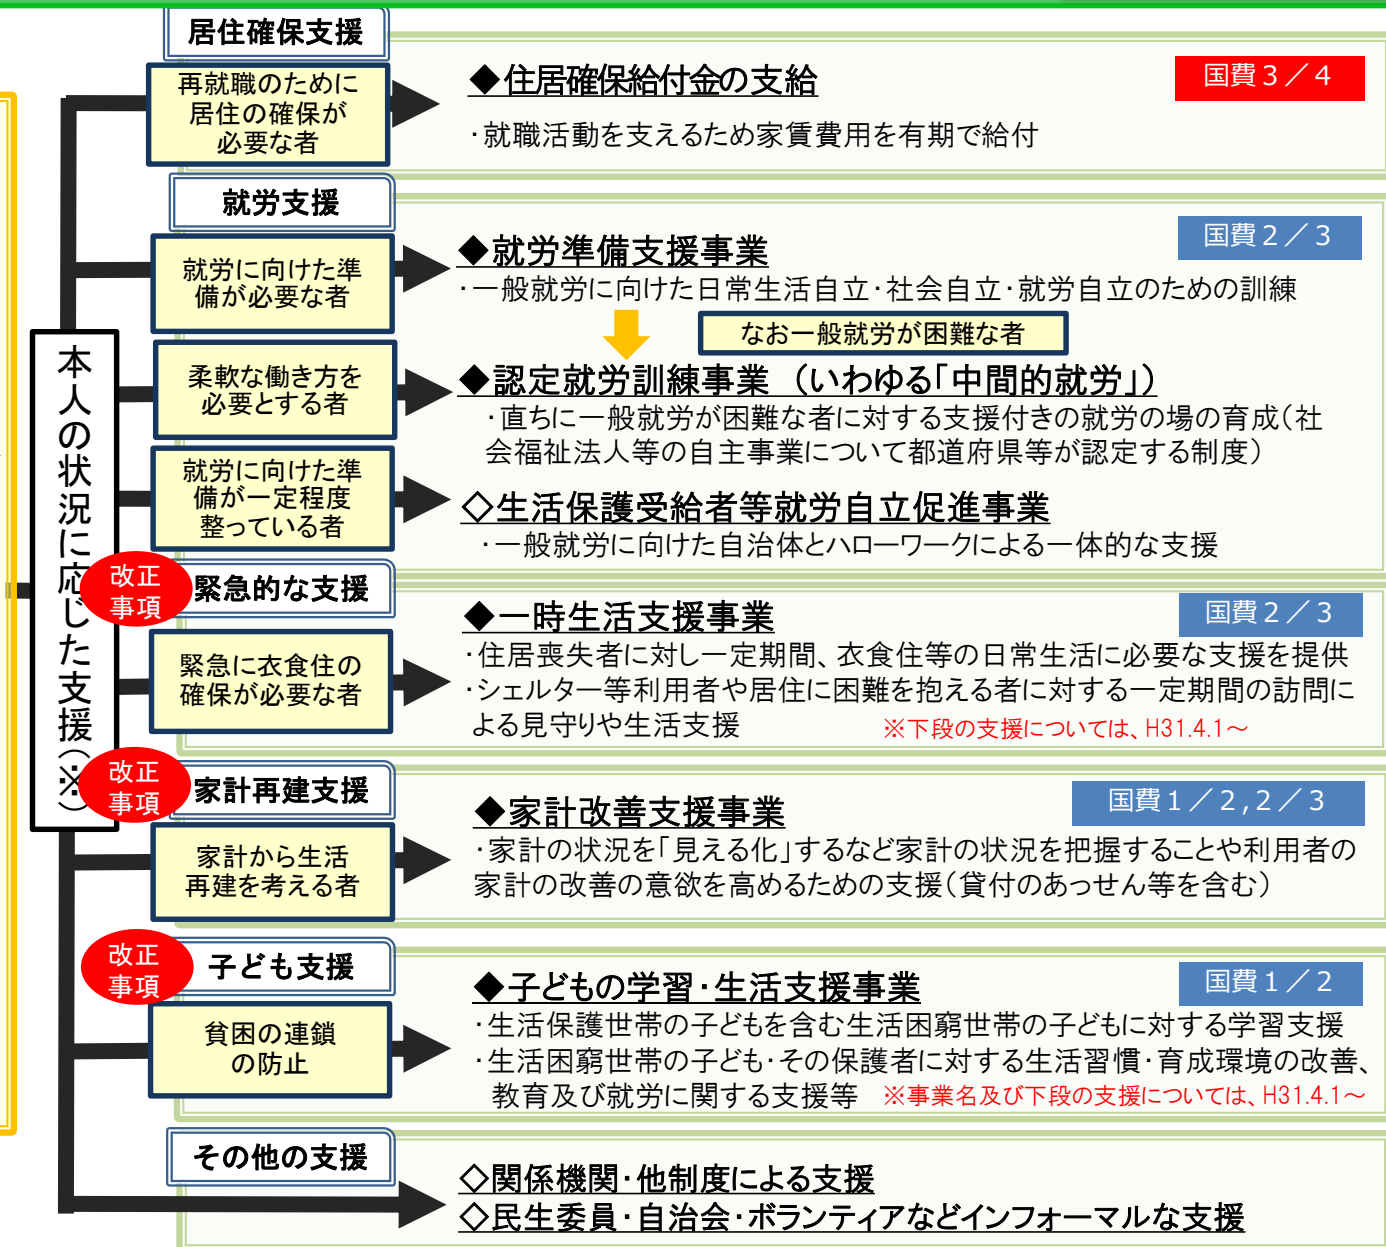 本人の状況に応じた支援(※)
居住確保支援
再就職のために
居住の確保が
必要な者
◆住居確保給付金の支給
国費3/4
・就職活動を支えるため家賃費用を有期で給付
就労支援
就労に向けた準
備が必要な者
◆就労準備支援事業
国費2/3
・一般就労に向けた日常生活自立・社会自立・就労自立のための訓練
なお一般就労が困難な者
柔軟な働き方を
必要とする者
◆認定就労訓練事業 (いわゆる「中間的就労」)
・直ちに一般就労が困難な者に対する支援付きの就労の場の育成(社
会福祉法人等の自主事業について都道府県等が認定する制度)
就労に向けた準
備が一定程度
整っている者
◇生活保護受給者等就労自立促進事業
・一般就労に向けた自治体とハローワークによる一体的な支援
改正
事項
緊急的な支援
緊急に衣食住の
確保が必要な者
◆一時生活支援事業
国費2/3
・住居喪失者に対し一定期間、衣食住等の日常生活に必要な支援を提供
・シェルター等利用者や居住に困難を抱える者に対する一定期間の訪問に
よる見守りや生活支援 ※下段の支援については、H31.4.1~
改正
事項
家計再建支援
家計から生活
再建を考える者
◆家計改善支援事業
国費1/2,2/3
・家計の状況を「見える化」するなど家計の状況を把握することや利用者の
家計の改善の意欲を高めるための支援(貸付のあっせん等を含む)
改正
事項
子ども支援
貧困の連鎖
の防止
◆子どもの学習・生活支援事業
国費1/2
・生活保護世帯の子どもを含む生活困窮世帯の子どもに対する学習支援
・生活困窮世帯の子ども・その保護者に対する生活習慣・育成環境の改善、
教育及び就労に関する支援等 ※事業名及び下段の支援については、H31.4.1~
その他の支援
◇関係機関・他制度による支援
◇民生委員・自治会・ボランティアなどインフォーマルな支援